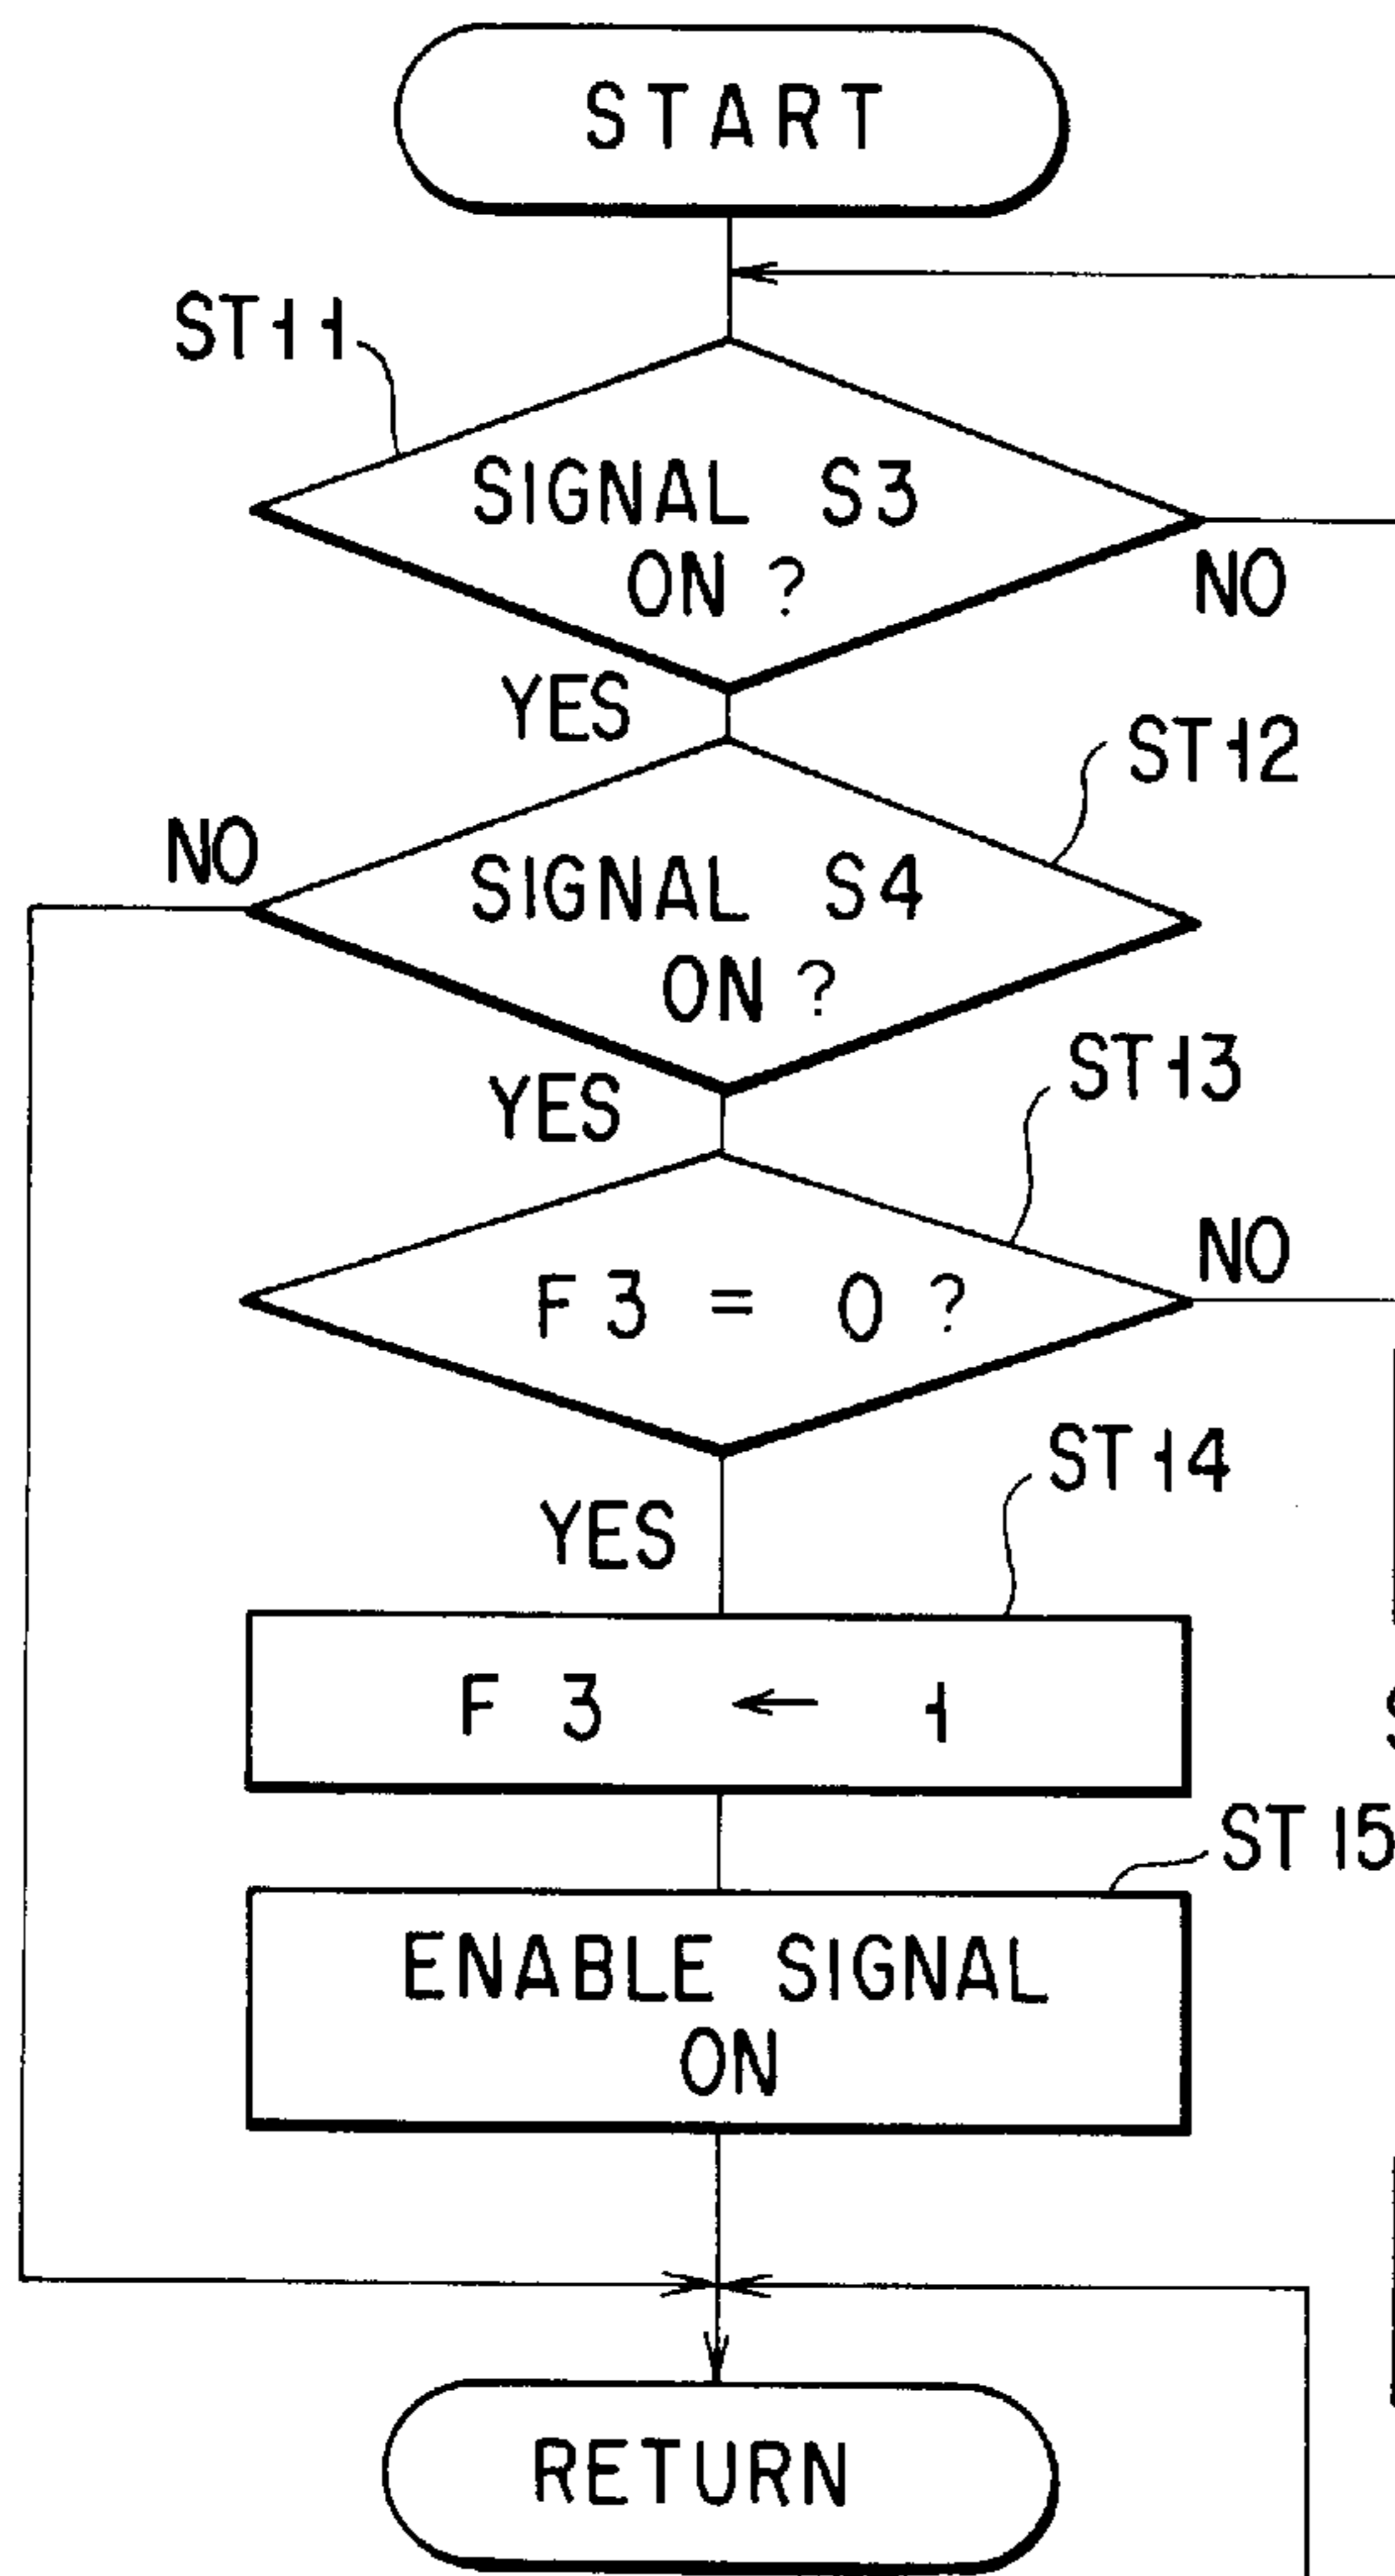 START
ST11
SIGNAL S3
ON ?
NO
YES
ST12
NO
SIGNAL S4
ON ?
YES
ST13
F3 = 0 ?
NO
YES
ST14
F3 ← 1
ST15
ENABLE SIGNAL
ON
RETURN